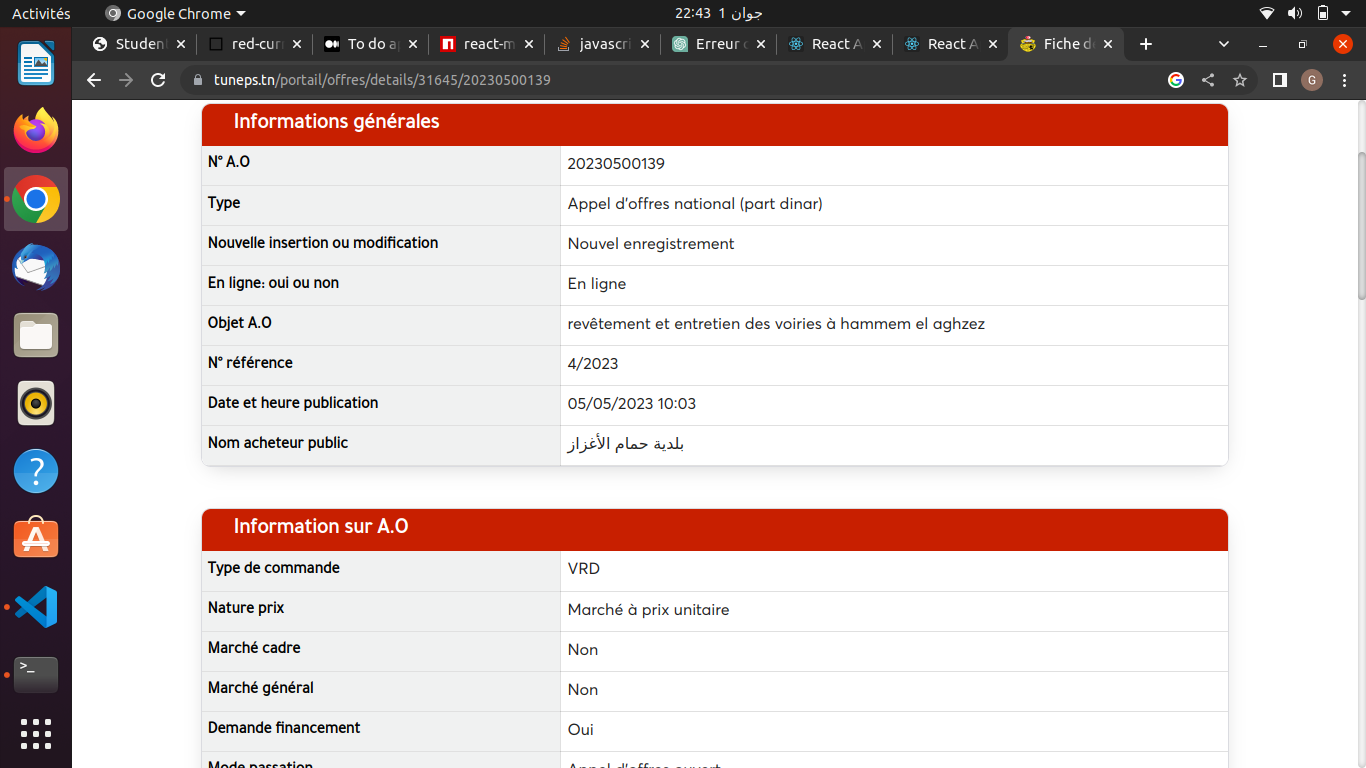 Activités
Google Chrome
22:43 1 جوان
Studen
red-curr
To do a
react-m
javascri
Erreur
React A
React A
Fiche d
tuneps.tn/portail/offres/details/31645/20230500139
G
Informations générales
N° A.O 20230500139
Type Appel d'offres national (part dinar)
Nouvelle insertion ou modification Nouvel enregistrement
En ligne: oui ou non En ligne
Objet A.O revêtement et entretien des voiries à hammem el aghzez
N° référence 4/2023
Date et heure publication 05/05/2023 10:03
Nom acheteur public بلدية حمام الأغزاز
Information sur A.O
Type de commande VRD
Nature prix Marché à prix unitaire
Marché cadre Non
Marché général Non
Demande financement Oui
Mode passation Appel d'offres ouvert